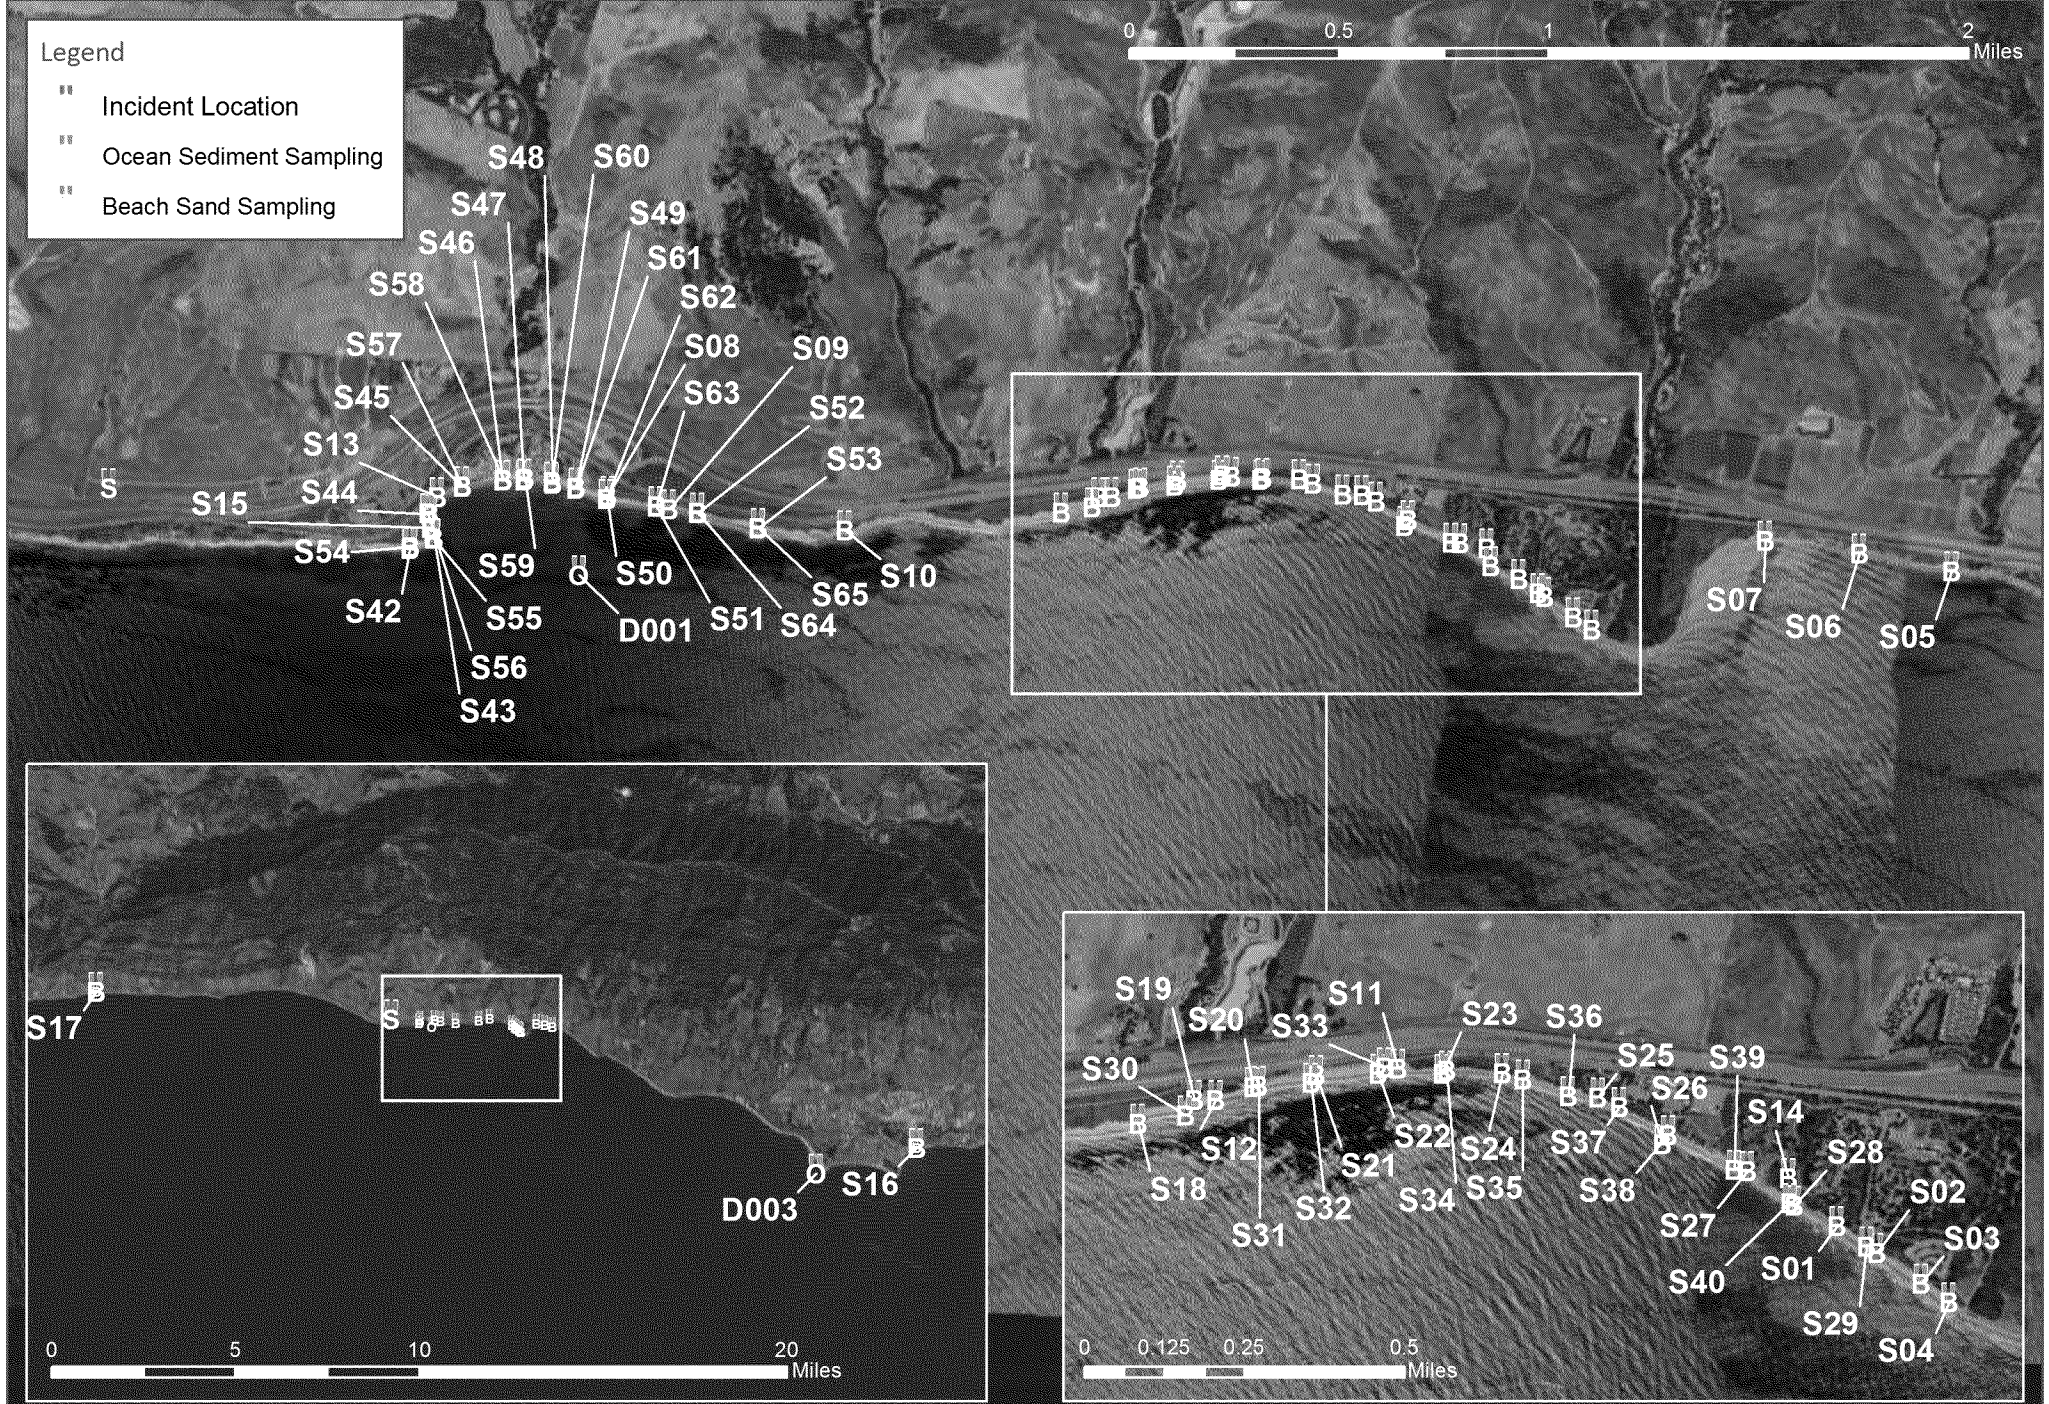 Legend
Incident Location
Ocean Sediment Sampling
Beach Sand Sampling
0 0.5 1 2
Miles
S48 S60
S47 S49
S46 S61
S58 S62
S57 S08 S09
S45 S63 S52
S13 S53
S44
S15
S54
S59 S50 S10
S42 S55 D001 S51 S65
S64
S56
S43
S07
S06
S05
S
B B B B B B B B B B B B B B B B B
O
S17
S
B
O
D003
S16
B
0 5 10 20
Miles
S19 S11
S20 S33 S23 S36
S30 S25 S39
S26
S14
S12 S22 S24 S37 S28
S18 S21 S35 S38 S02
S32 S34
S31 S27 S03
S40 S01
S29
S04
0 0.125 0.25 0.5
Miles